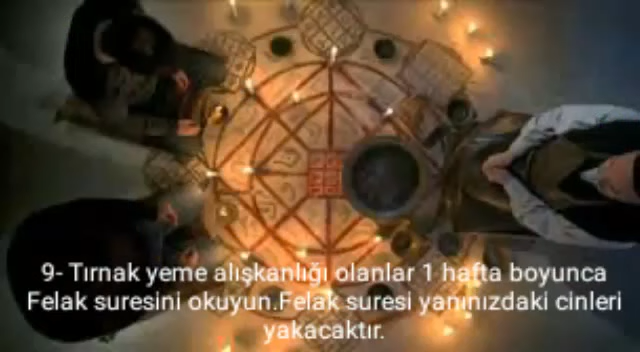 9- Tırnak yeme alışkanlığı olanlar 1 hafta boyunca
Felak suresini okuyun.Felak suresi yanınızdaki cinleri
yakacaktır.